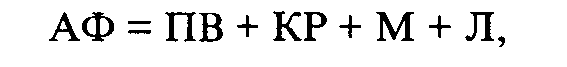 АФ = ПВ + КР + М + Л,